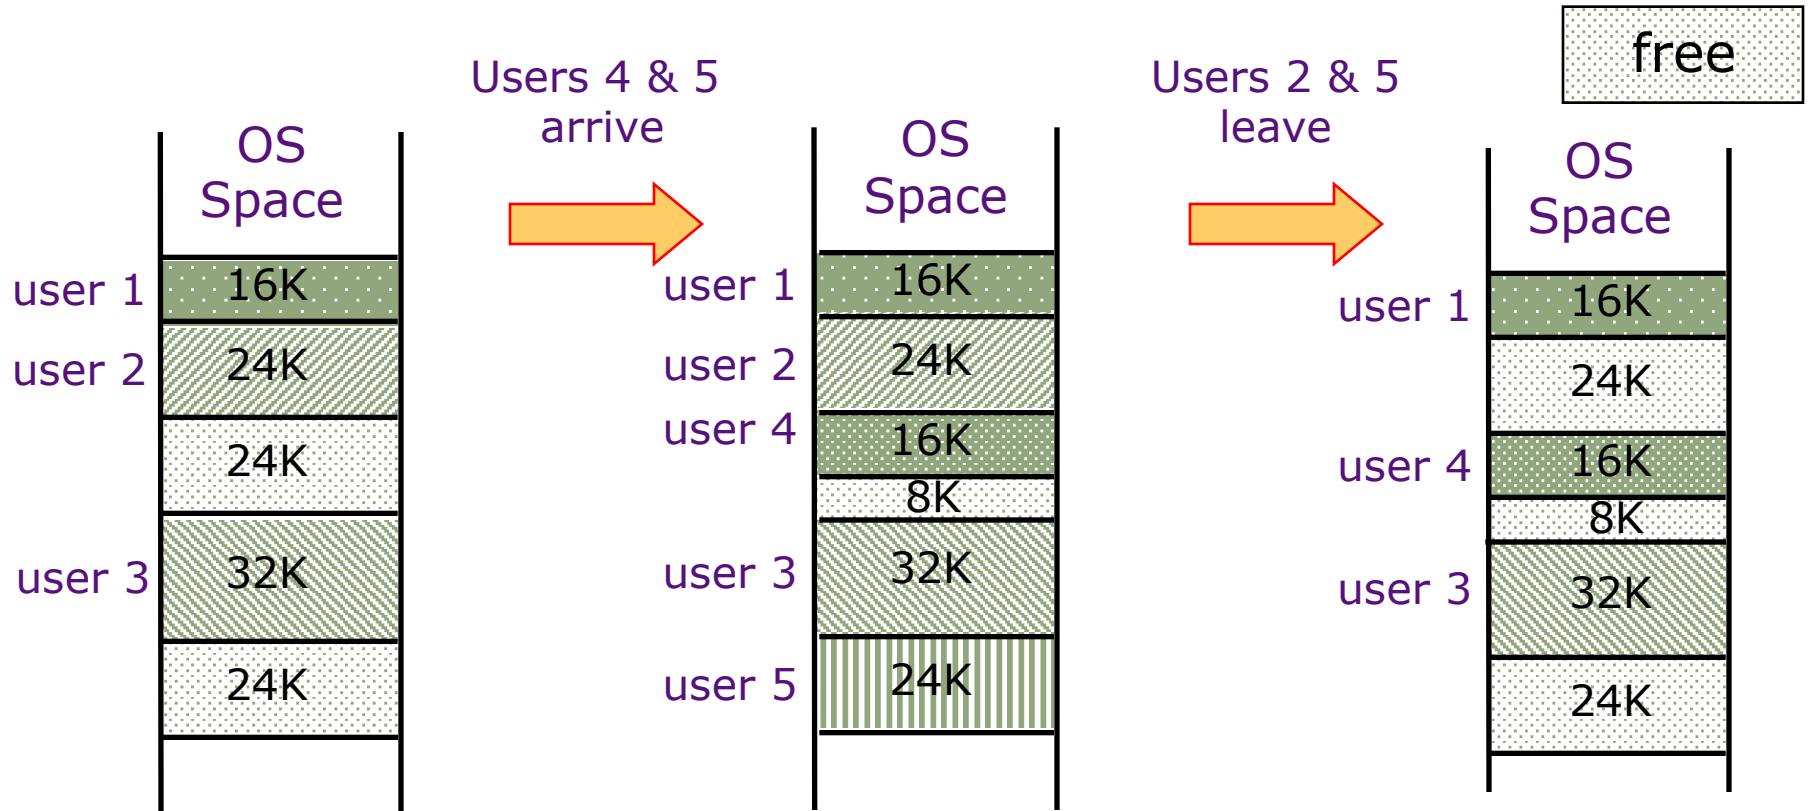 free
Users 4 & 5
arrive
Users 2 & 5
leave
OS
Space
user 1
16K
user 2
24K
24K
user 3
32K
24K
OS
Space
user 1
16K
user 2
24K
user 4
16K
8K
user 3
32K
user 5
24K
OS
Space
user 1
16K
24K
user 4
16K
8K
user 3
32K
24K